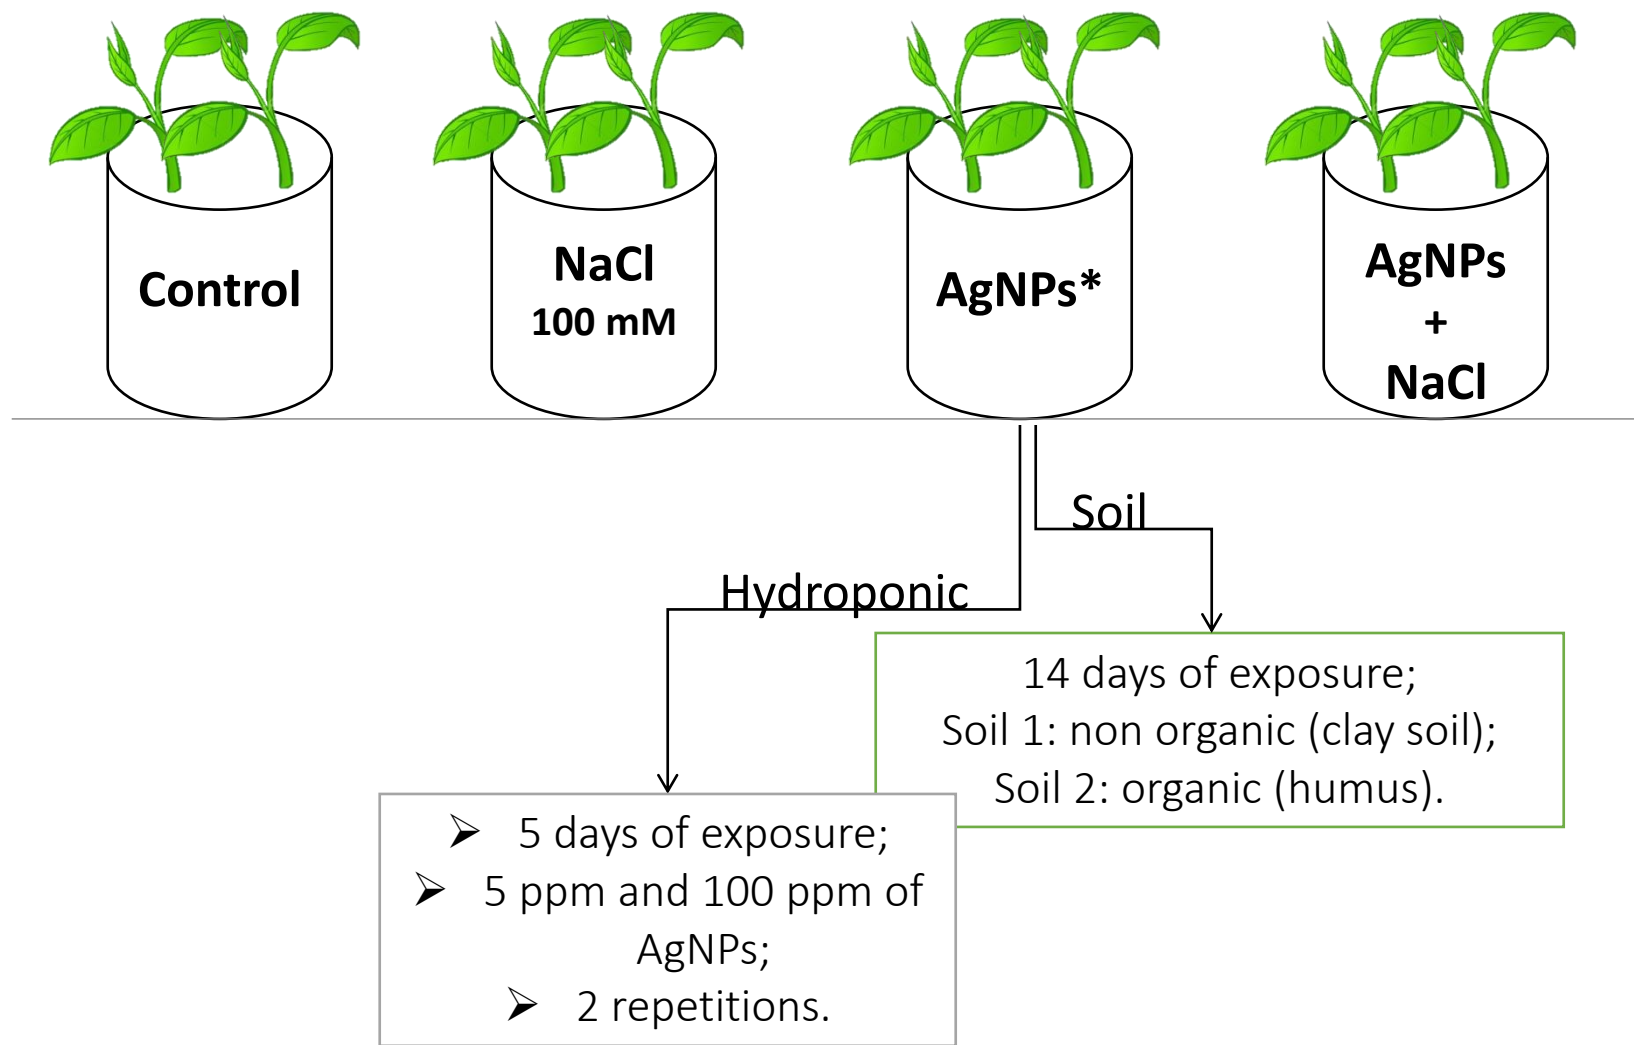 Control
NaCl
100 mM
AgNPs*
AgNPs
+
NaCl
Soil
Hydroponic
14 days of exposure;
Soil 1: non organic (clay soil);
Soil 2: organic (humus).
➢ 5 days of exposure;
➢ 5 ppm and 100 ppm of
AgNPs;
➢ 2 repetitions.